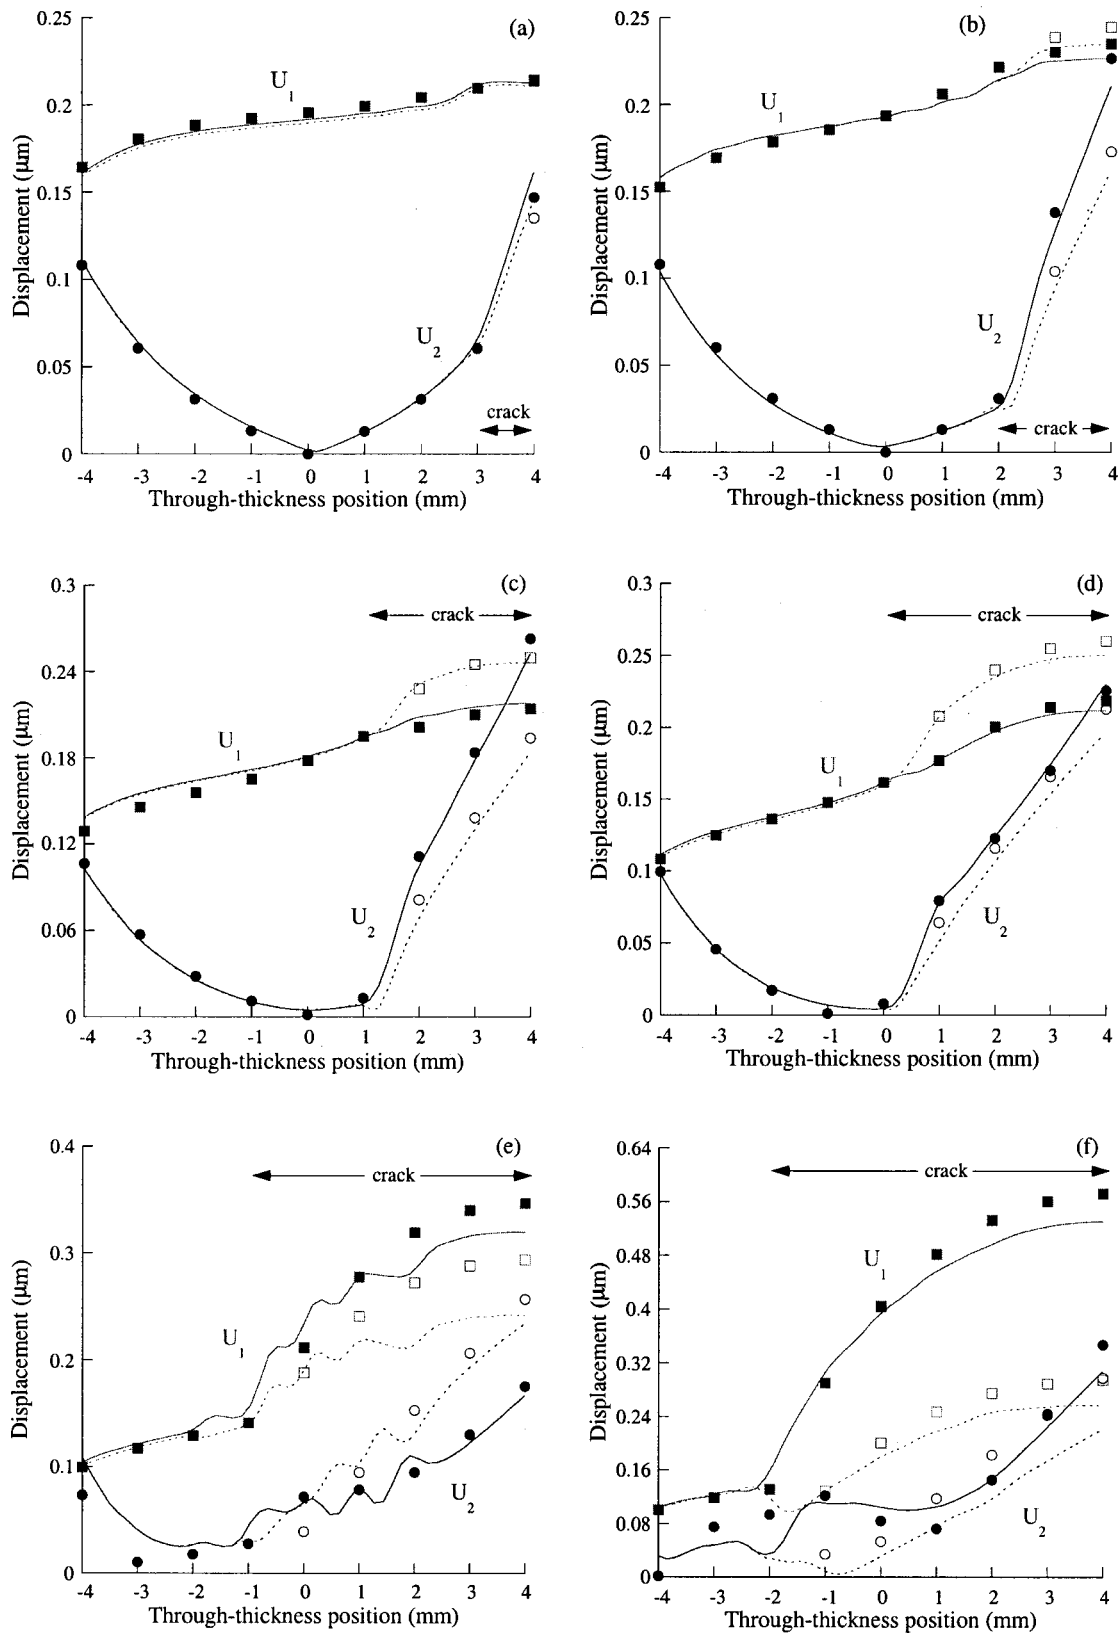 (a)
0.25
0.2
0.15
0.1
0.05
0
Displacement (μm)
U1
U2
crack
-4 -3 -2 -1 0 1 2 3 4
Through-thickness position (mm)
(b)
0.25
0.2
0.15
0.1
0.05
0
Displacement (μm)
U1
U2
crack
-4 -3 -2 -1 0 1 2 3 4
Through-thickness position (mm)
(c)
0.3
0.24
0.18
0.12
0.06
0
Displacement (μm)
crack
U1
U2
-4 -3 -2 -1 0 1 2 3 4
Through-thickness position (mm)
(d)
0.3
0.25
0.2
0.15
0.1
0.05
0
Displacement (μm)
crack
U1
U2
-4 -3 -2 -1 0 1 2 3 4
Through-thickness position (mm)
(e)
0.4
0.3
0.2
0.1
0
Displacement (μm)
crack
U1
U2
-4 -3 -2 -1 0 1 2 3 4
Through-thickness position (mm)
(f)
0.64
0.56
0.48
0.4
0.32
0.24
0.16
0.08
0
Displacement (μm)
crack
U1
U2
-4 -3 -2 -1 0 1 2 3 4
Through-thickness position (mm)